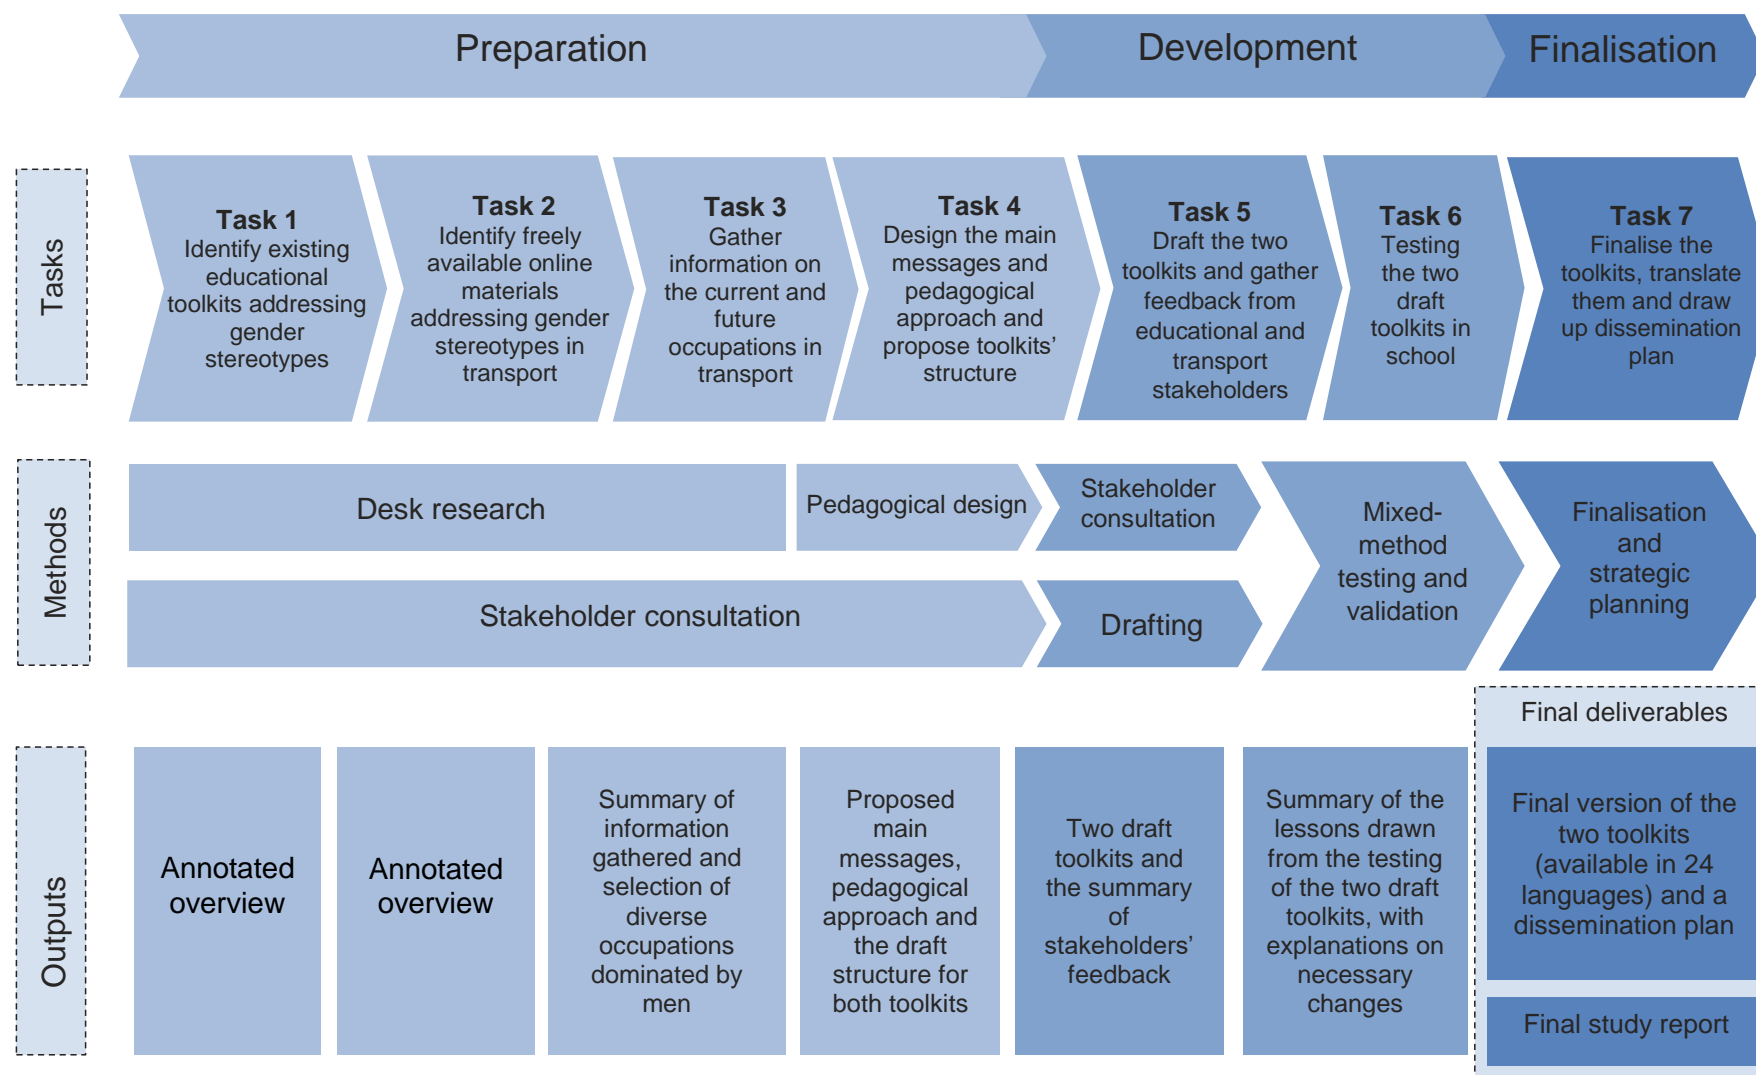 Preparation
Development
Finalisation
Tasks
Task 1
Identify existing
educational
toolkits addressing
gender
stereotypes
Task 2
Identify freely
available online
materials
addressing gender
stereotypes in
transport
Task 3
Gather
information on
the current and
future
occupations in
transport
Task 4
Design the main
messages and
pedagogical
approach and
propose toolkits’
structure
Task 5
Draft the two
toolkits and gather
feedback from
educational and
transport
stakeholders
Task 6
Testing
the two
draft
toolkits in
school
Task 7
Finalise the
toolkits, translate
them and draw
up dissemination
plan
Methods
Desk research
Pedagogical design
Stakeholder
consultation
Stakeholder consultation
Drafting
Mixed-
method
testing and
validation
Finalisation
and
strategic
planning
Outputs
Annotated
overview
Annotated
overview
Summary of
information
gathered and
selection of
diverse
occupations
dominated by
men
Proposed
main
messages,
pedagogical
approach and
the draft
structure for
both toolkits
Two draft
toolkits and
the summary
of
stakeholders’
feedback
Summary of the
lessons drawn
from the testing
of the two draft
toolkits, with
explanations on
necessary
changes
Final deliverables
Final version of the
two toolkits
(available in 24
languages) and a
dissemination plan
Final study report